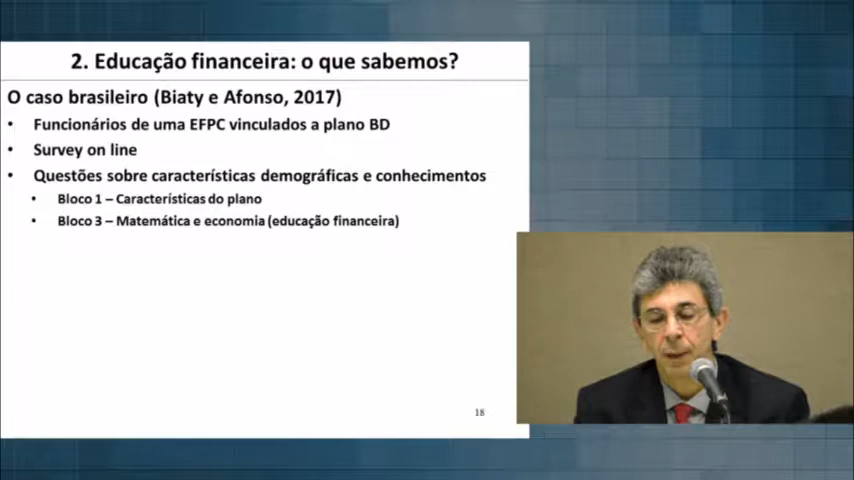 2. Educação financeira: o que sabemos?
O caso brasileiro (Biaty e Afonso, 2017)
• Funcionários de uma EFPC vinculados a plano BD
• Survey on line
• Questões sobre características demográficas e conhecimentos
• Bloco 1 – Características do plano
• Bloco 3 – Matemática e economia (educação financeira)
18